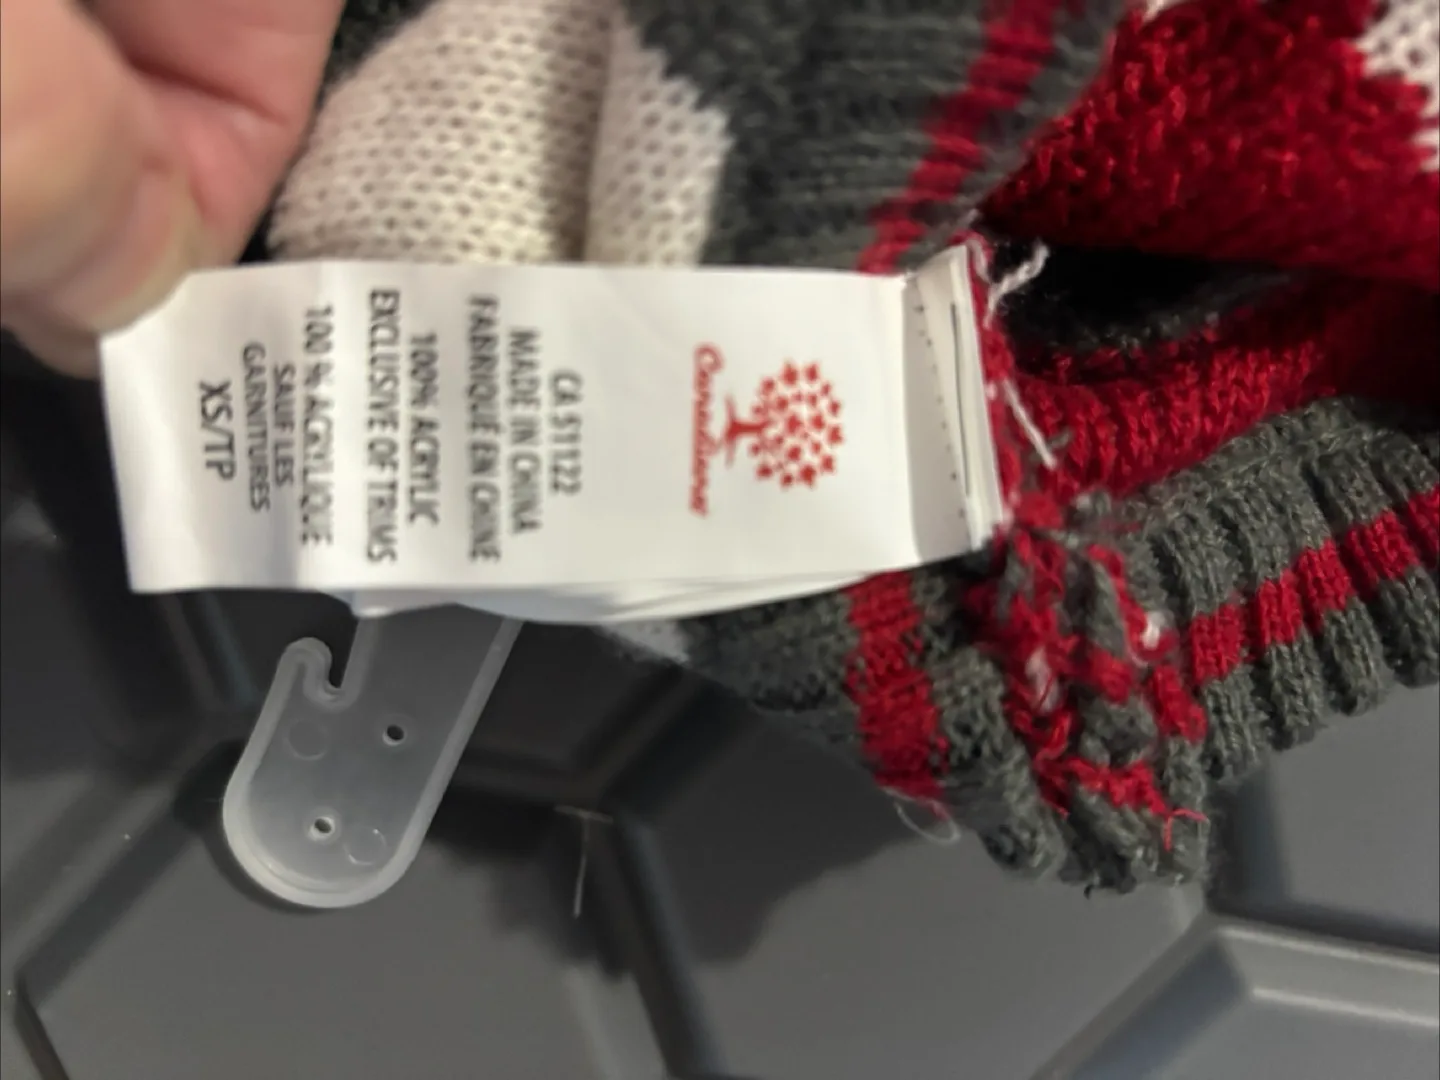 Canadiana
CA 51122
MADE IN CHINA
FABRIQUÉ EN CHINE
100% ACRYLIC
EXCLUSIVE OF TRIMS
100 % ACRYLIQUE
SAUF LES
GARNITURES
XS/TP